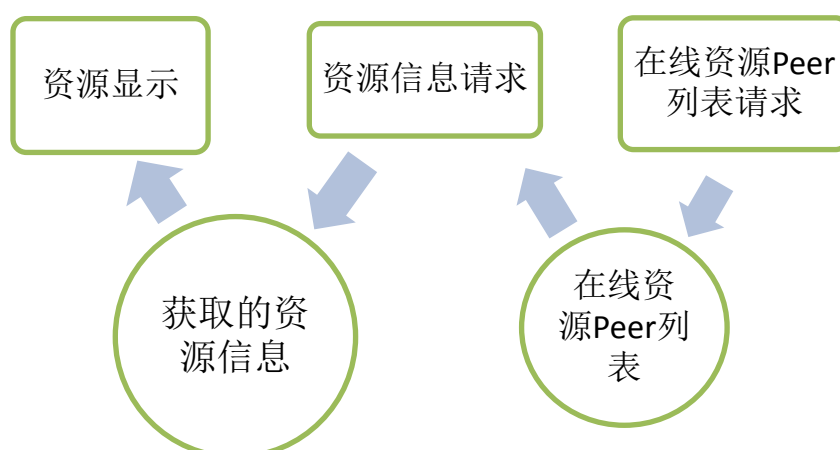 资源显示
资源信息请求
在线资源Peer
列表请求
获取的资
源信息
在线资
源Peer列
表